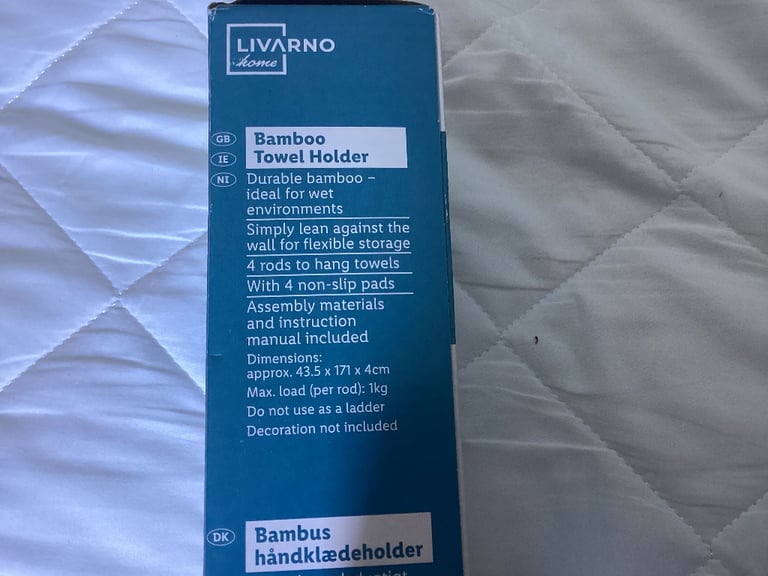 LIVARNO
home
GB
Bamboo
IE
Towel Holder
NI
Durable bamboo –
ideal for wet
environments
Simply lean against the
wall for flexible storage
4 rods to hang towels
With 4 non-slip pads
Assembly materials
and instruction
manual included
Dimensions:
approx. 43.5 x 171 x 4cm
Max. load (per rod): 1kg
Do not use as a ladder
Decoration not included
DK
Bambus
håndklædeholder